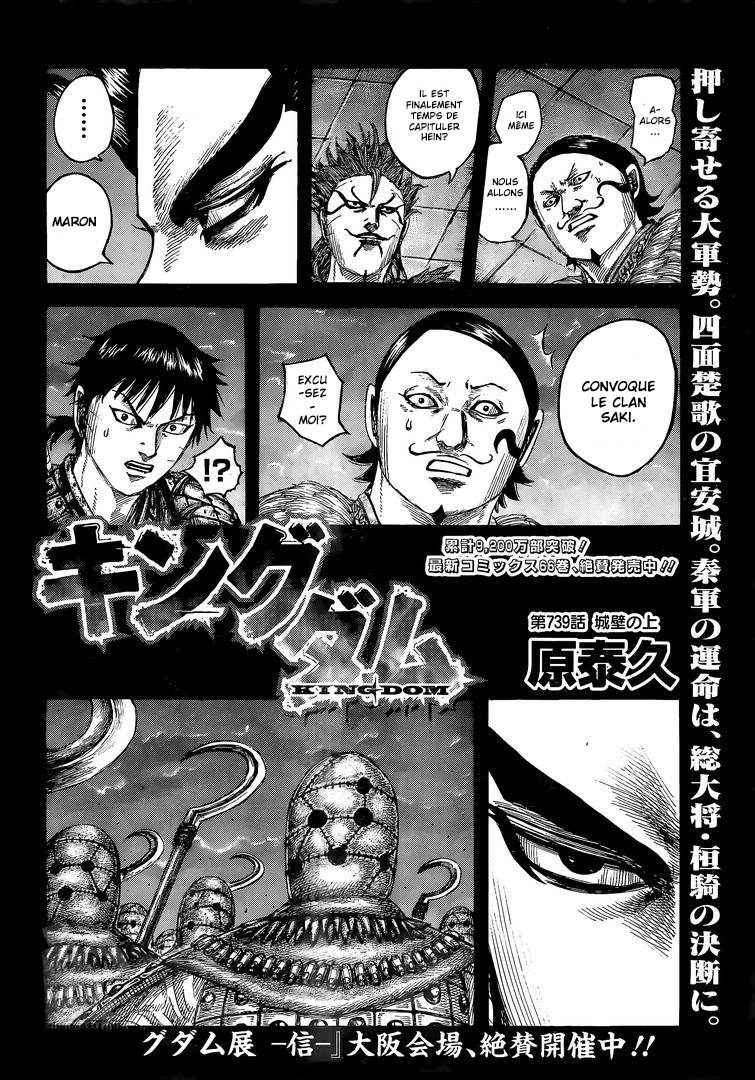 A-
ALORS
...
ICI
MÊME
NOUS
ALLONS
.......
IL EST
FINALEMENT
TEMPS DE
CAPITULER
HEIN?
......
MARON
CONVOQUE
LE CLAN
SAKI.
EXCU
-SEZ
-
MOI?
!?
押し寄せる大軍勢。四面楚歌の宜安城。秦軍の運命は、総大将・桓騎の決断に。
キングダム
KINGDOM
累計9,200万部突破!
最新コミックス66巻、絶賛発売中!!
第739話 城壁の上
原泰久
グダム展 ―信―』大阪会場、絶賛開催中!!